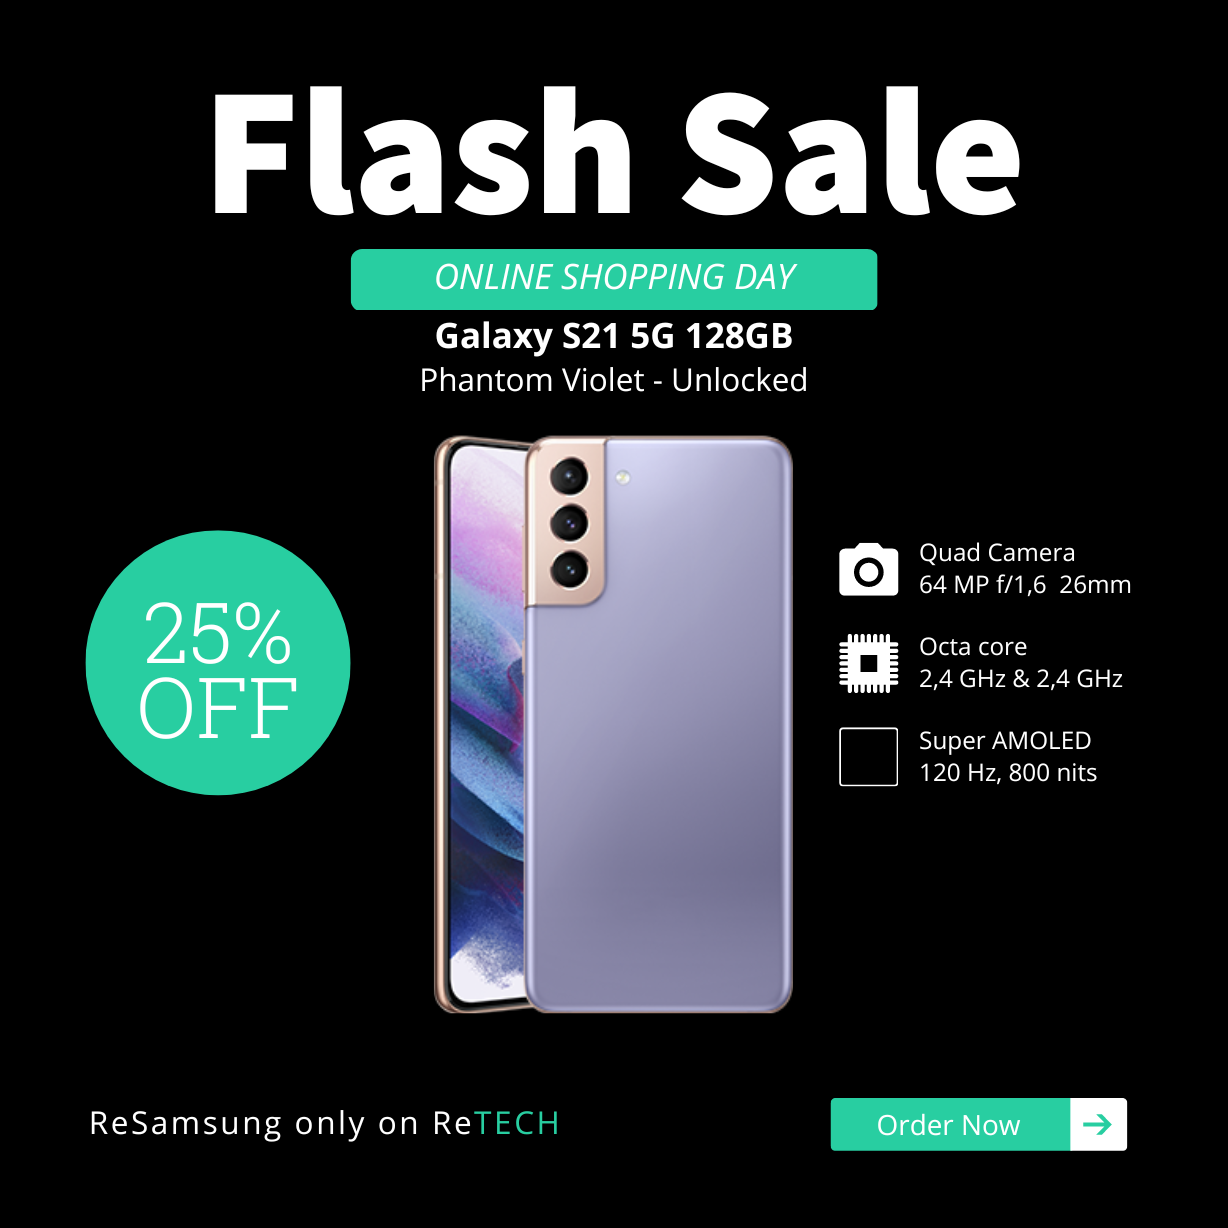 Flash Sale
ONLINE SHOPPING DAY
Galaxy S21 5G 128GB
Phantom Violet - Unlocked
25%
OFF
Quad Camera
64 MP f/1,6  26mm
Octa core
2,4 GHz & 2,4 GHz
Super AMOLED
120 Hz, 800 nits
ReSamsung only on ReTECH
Order Now